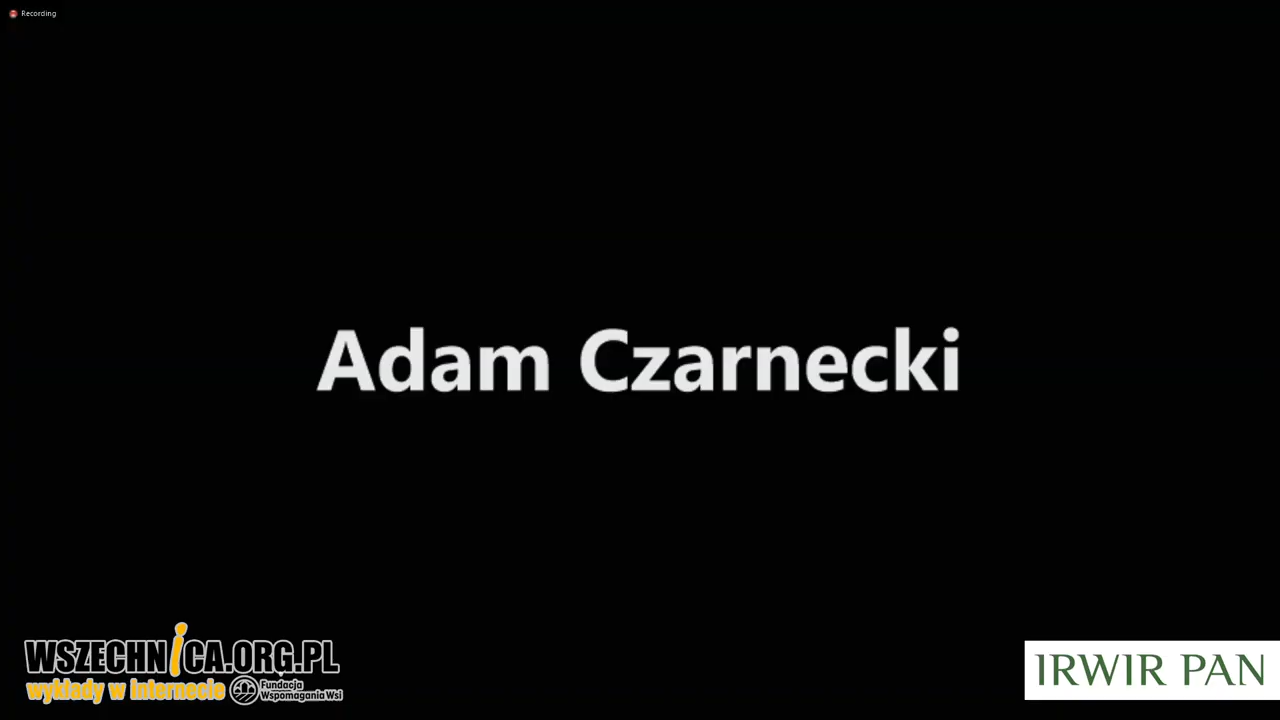 Recording
Adam Czarnecki
WSZECHNICA.ORG.PL
wykłady w internecie
Fundacja
Wspomagania Wsi
IRWIR PAN